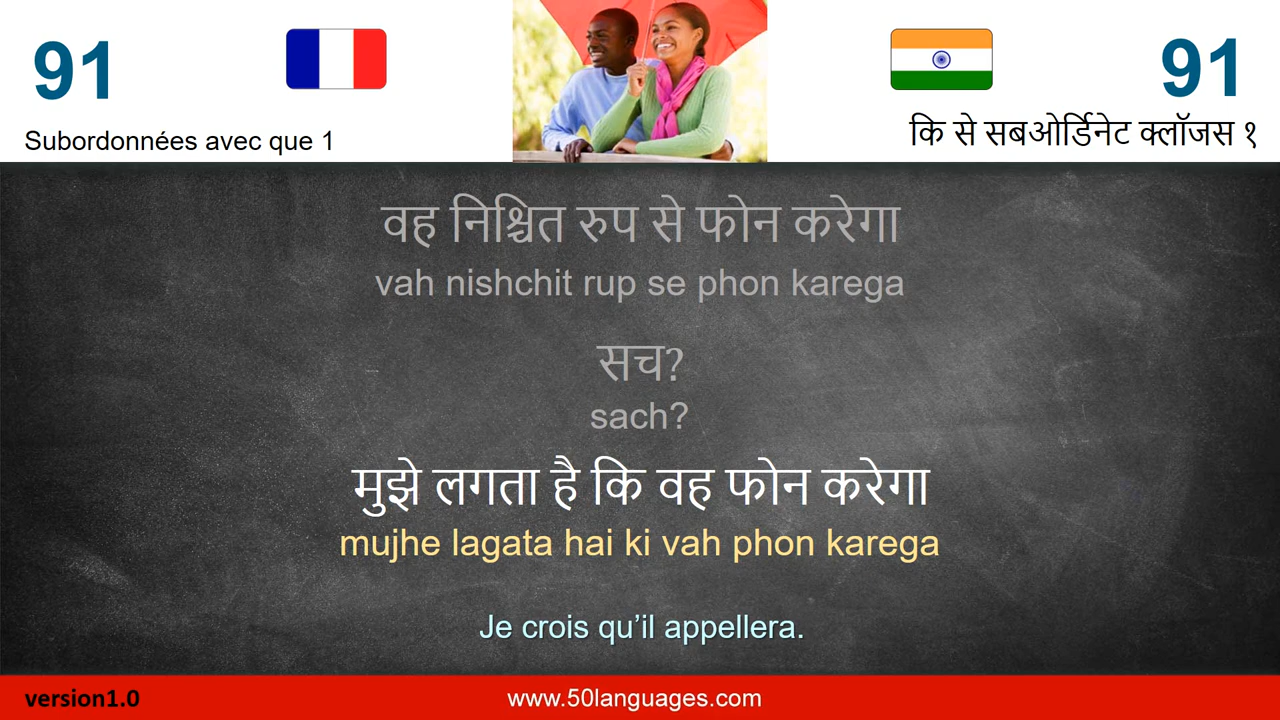 91
91
Subordonnées avec que 1
कि से सबओर्डिनेट क्लॉजस १
वह निश्चित रुप से फोन करेगा
vah nishchit rup se phon karega
सच?
sach?
मुझे लगता है कि वह फोन करेगा
mujhe lagata hai ki vah phon karega
Je crois qu’il appellera.
version1.0
www.50languages.com